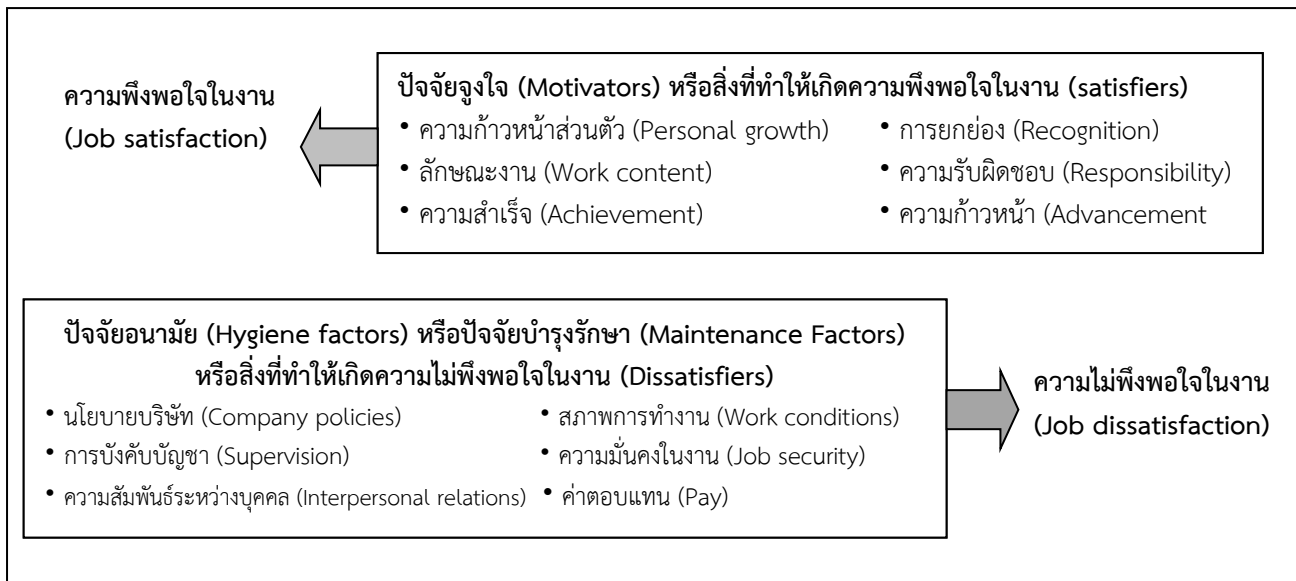 ความพึงพอใจในงาน
(Job satisfaction)
ปัจจัยจูงใจ (Motivators) หรือสิ่งที่ทำให้เกิดความพึงพอใจในงาน (satisfiers)
• ความก้าวหน้าส่วนตัว (Personal growth)
• การยกย่อง (Recognition)
• ลักษณะงาน (Work content)
• ความรับผิดชอบ (Responsibility)
• ความสำเร็จ (Achievement)
• ความก้าวหน้า (Advancement
ปัจจัยอนามัย (Hygiene factors) หรือปัจจัยบำรุงรักษา (Maintenance Factors)
หรือสิ่งที่ทำให้เกิดความไม่พึงพอใจในงาน (Dissatisfiers)
• นโยบายบริษัท (Company policies)
• สภาพการทำงาน (Work conditions)
• การบังคับบัญชา (Supervision)
• ความมั่นคงในงาน (Job security)
• ความสัมพันธ์ระหว่างบุคคล (Interpersonal relations)
• ค่าตอบแทน (Pay)
ความไม่พึงพอใจในงาน
(Job dissatisfaction)